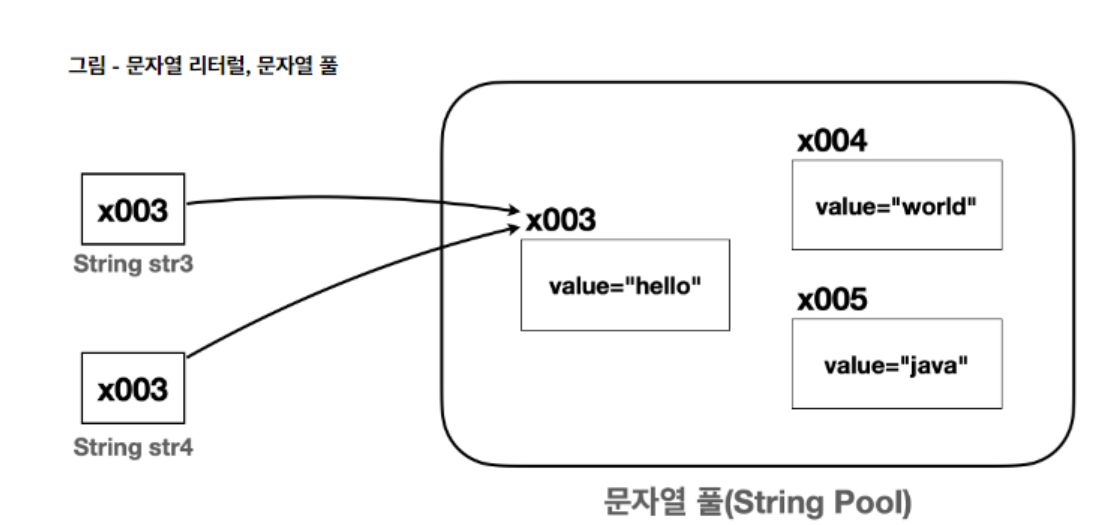 그림 - 문자열 리터럴, 문자열 풀
x003
String str3
x003
String str4
x003
value="hello"
x004
value="world"
x005
value="java"
문자열 풀(String Pool)